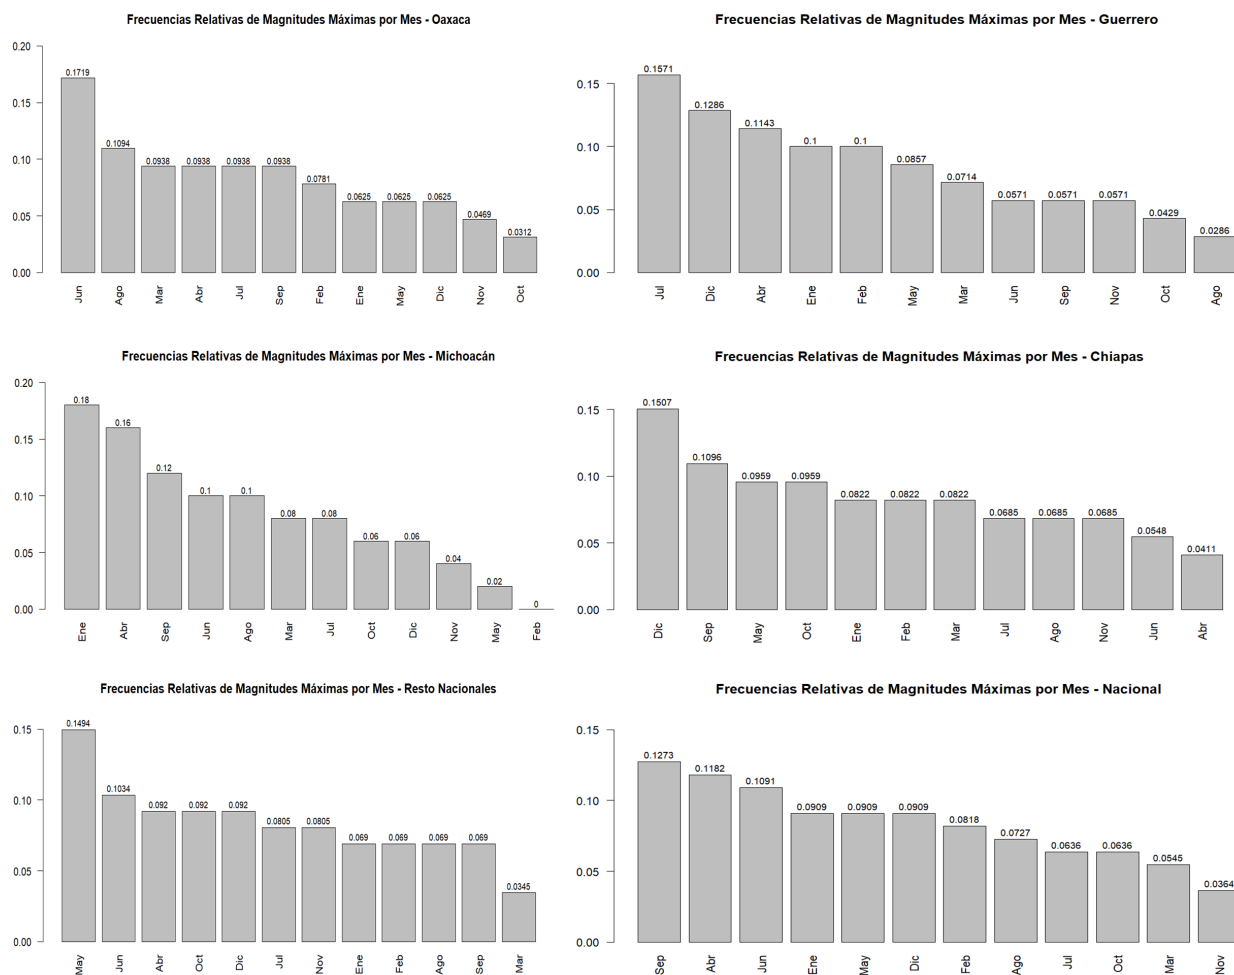 Frecuencias Relativas de Magnitudes Máximas por Mes - Oaxaca
0.20
0.15
0.10
0.05
0.00
0.1719
0.1094
0.0938
0.0938
0.0938
0.0938
0.0781
0.0625
0.0625
0.0625
0.0469
0.0312
Jun
Ago
Mar
Abr
Jul
Sep
Feb
Ene
May
Dic
Nov
Oct
Frecuencias Relativas de Magnitudes Máximas por Mes - Guerrero
0.15
0.10
0.05
0.00
0.1571
0.1286
0.1143
0.1
0.1
0.0857
0.0714
0.0571
0.0571
0.0571
0.0429
0.0286
Jul
Dic
Abr
Ene
Feb
May
Mar
Jun
Sep
Nov
Oct
Ago
Frecuencias Relativas de Magnitudes Máximas por Mes - Michoacán
0.20
0.15
0.10
0.05
0.00
0.18
0.16
0.12
0.1
0.1
0.08
0.08
0.06
0.06
0.04
0.02
0
Ene
Abr
Sep
Jun
Ago
Mar
Jul
Oct
Dic
Nov
May
Feb
Frecuencias Relativas de Magnitudes Máximas por Mes - Chiapas
0.15
0.10
0.05
0.00
0.1507
0.1096
0.0959
0.0959
0.0822
0.0822
0.0822
0.0685
0.0685
0.0685
0.0548
0.0411
Dic
Sep
May
Oct
Ene
Feb
Mar
Jul
Ago
Nov
Jun
Abr
Frecuencias Relativas de Magnitudes Máximas por Mes - Resto Nacionales
0.15
0.10
0.05
0.00
0.1494
0.1034
0.092
0.092
0.092
0.0805
0.0805
0.069
0.069
0.069
0.069
0.0345
May
Jun
Abr
Oct
Dic
Jul
Nov
Ene
Feb
Ago
Sep
Mar
Frecuencias Relativas de Magnitudes Máximas por Mes - Nacional
0.15
0.10
0.05
0.00
0.1273
0.1182
0.1091
0.0909
0.0909
0.0909
0.0818
0.0727
0.0636
0.0636
0.0545
0.0364
Sep
Abr
Jun
Ene
May
Dic
Feb
Ago
Jul
Oct
Mar
Nov